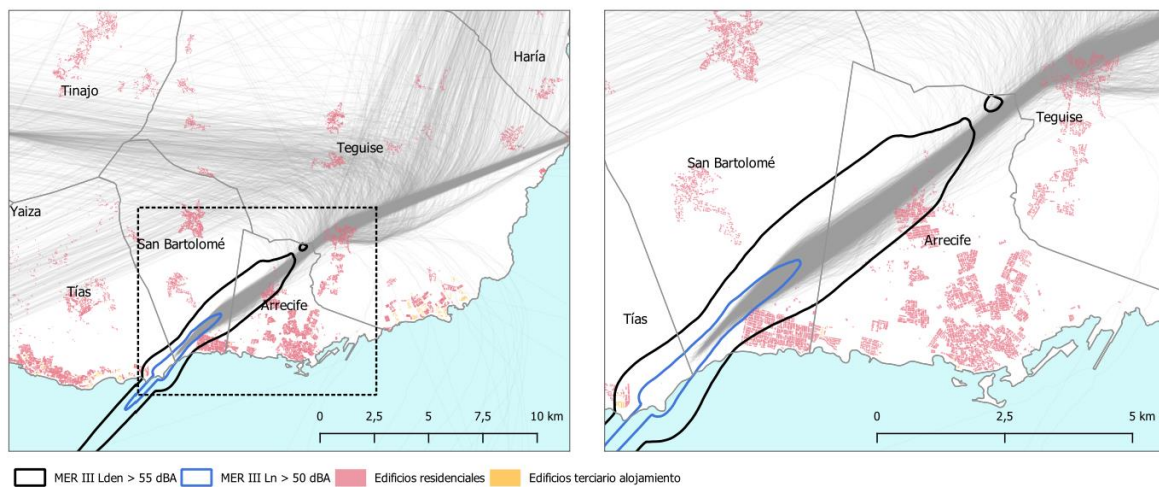 Haría
Tinajo
Teguise
Yaiza
San Bartolomé
Tías
Arrecife
0 2,5 5 7,5 10 km
Teguise
San Bartolomé
Arrecife
Tías
0 2,5 5 km
MER III Lden > 55 dBA MER III Ln > 50 dBA Edificios residenciales Edificios terciario alojamiento